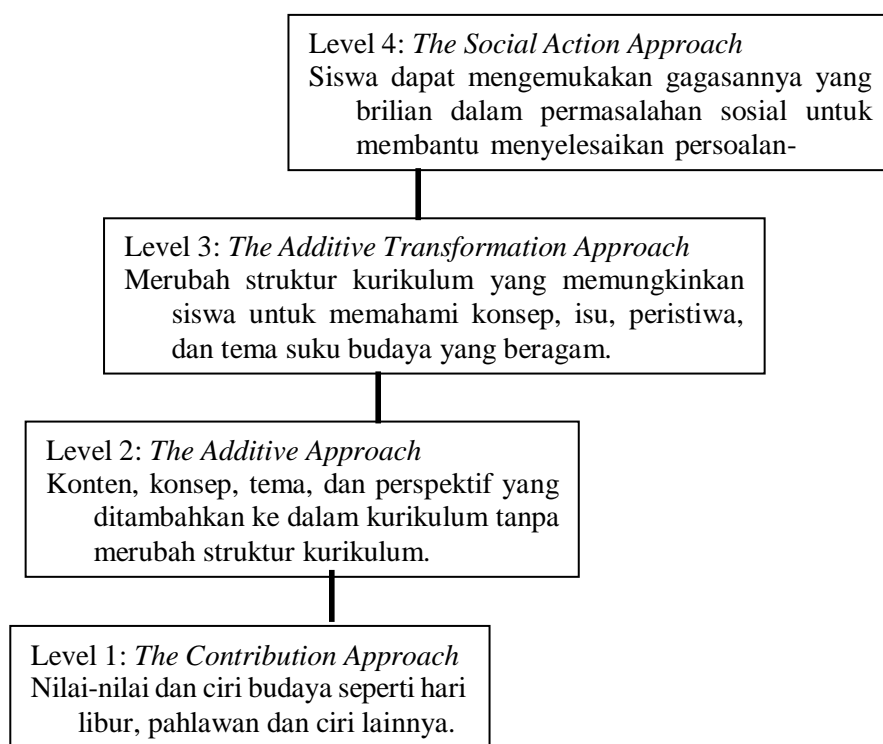 Level 4: The Social Action Approach
Siswa dapat mengemukakan gagasannya yang
brilian dalam permasalahan sosial untuk
membantu menyelesaikan persoalan-
Level 3: The Additive Transformation Approach
Merubah struktur kurikulum yang memungkinkan
siswa untuk memahami konsep, isu, peristiwa,
dan tema suku budaya yang beragam.
Level 2: The Additive Approach
Konten, konsep, tema, dan perspektif yang
ditambahkan ke dalam kurikulum tanpa
merubah struktur kurikulum.
Level 1: The Contribution Approach
Nilai-nilai dan ciri budaya seperti hari
libur, pahlawan dan ciri lainnya.